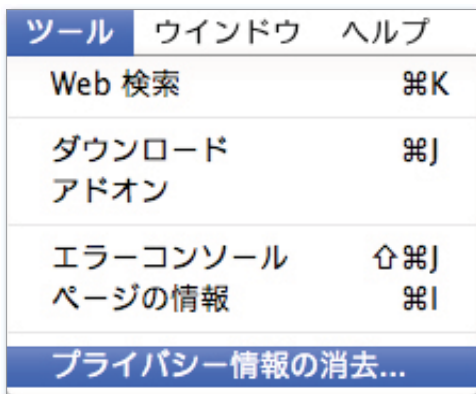 ツール ウインドウ ヘルプ
Web 検索 ⌘K
ダウンロード ⌘J
アドオン
エラーコンソール ⇧⌘J
ページの情報 ⌘I
プライバシー情報の消去...